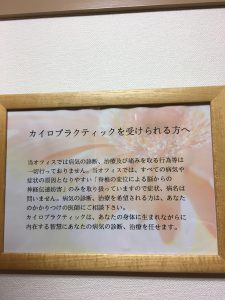 カイロプラクティックを受けられる方へ
当オフィスでは病気の診断、治療及び痛みを取る行為等は
一切行っておりません。当オフィスでは、すべての病気や
症状の原因となりやすい「脊椎の変位による脳からの
神経伝達妨害」のみを取り扱っていますので症状、病名は
問いません。病気の診断、治療を希望される方は、あなた
のかかりつけの医師にご相談下さい。
カイロプラクティックは、あなたの身体に生まれながらに
内在する智慧にあなたの病気の診断、治療を任せます。